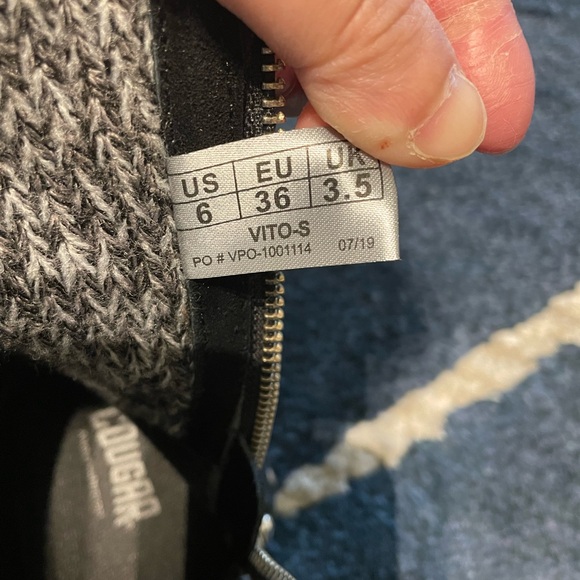 US EU UK
6 36 3.5
VITO-S
PO # VPO-1001114 07/19
COUGAR